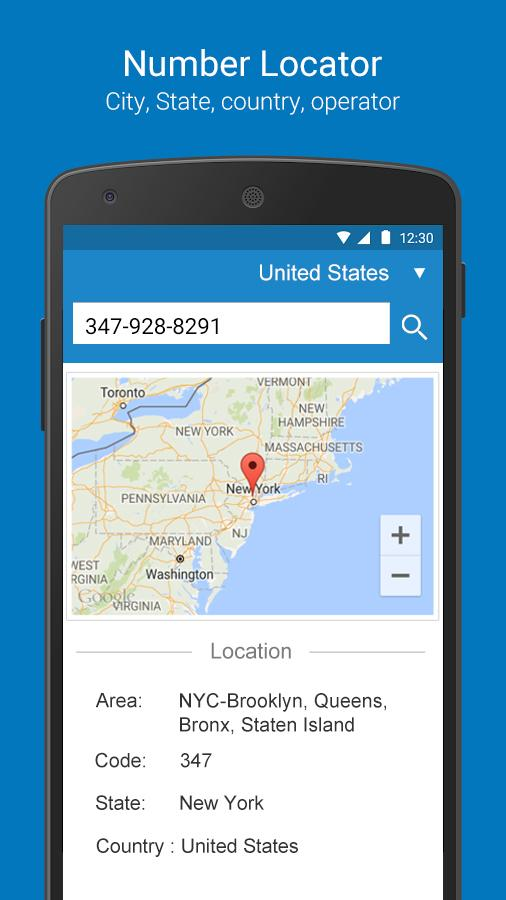 Number Locator
City, State, country, operator
12:30
United States
347-928-8291
Toronto
VERMONT
NEW
HAMPSHIRE
NEW YORK
MASSACHUSETTS
New York
RI
PENNSYLVANIA
NJ
MARYLAND
WEST
RGINIA
Washington
Google
VIRGINIA
+
−
Location
Area: NYC-Brooklyn, Queens,
Bronx, Staten Island
Code: 347
State: New York
Country : United States